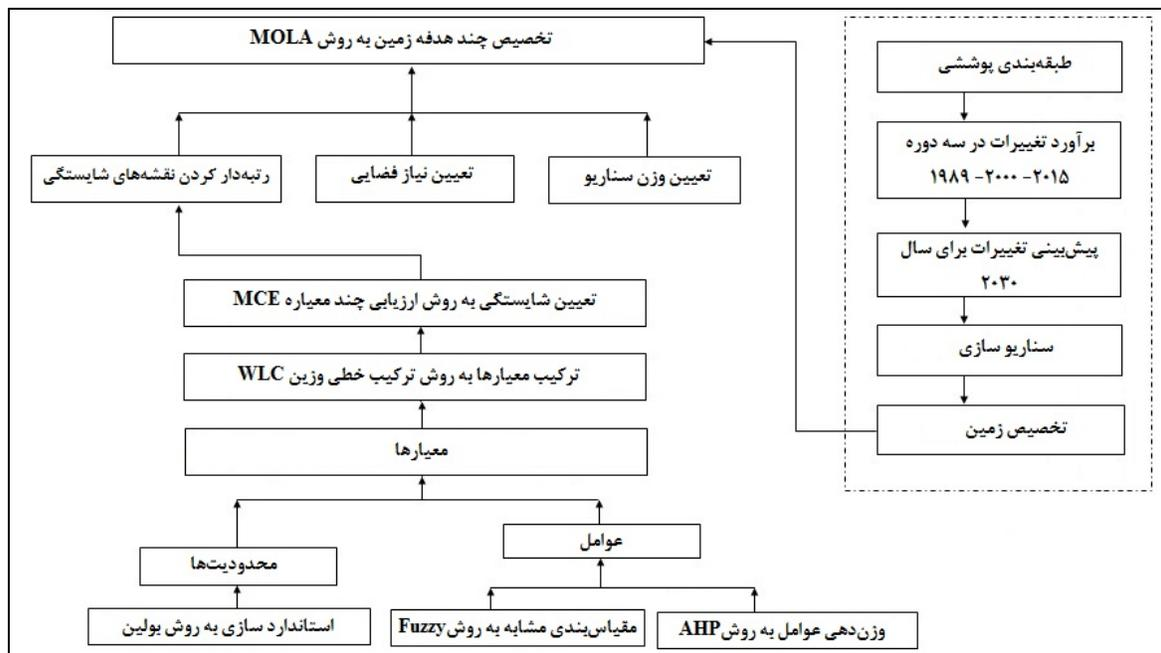 تخصیص چند هدفه زمین به روش MOLA
طبقه‌بندی پوششی
برآورد تغییرات در سه دوره
۱۹۸۹ -۲۰۰۰ -۲۰۱۵
پیش‌بینی تغییرات برای سال
۲۰۳۰
سناریو سازی
تخصیص زمین
تعیین وزن سناریو
تعیین نیاز فضایی
رتبه‌دار کردن نقشه‌های شایستگی
تعیین شایستگی به روش ارزیابی چند معیاره MCE
ترکیب معیارها به روش ترکیب خطی وزین WLC
معیارها
عوامل
محدودیت‌ها
وزن‌دهی عوامل به روش AHP
مقیاس‌بندی مشابه به روش Fuzzy
استاندارد سازی به روش بولین